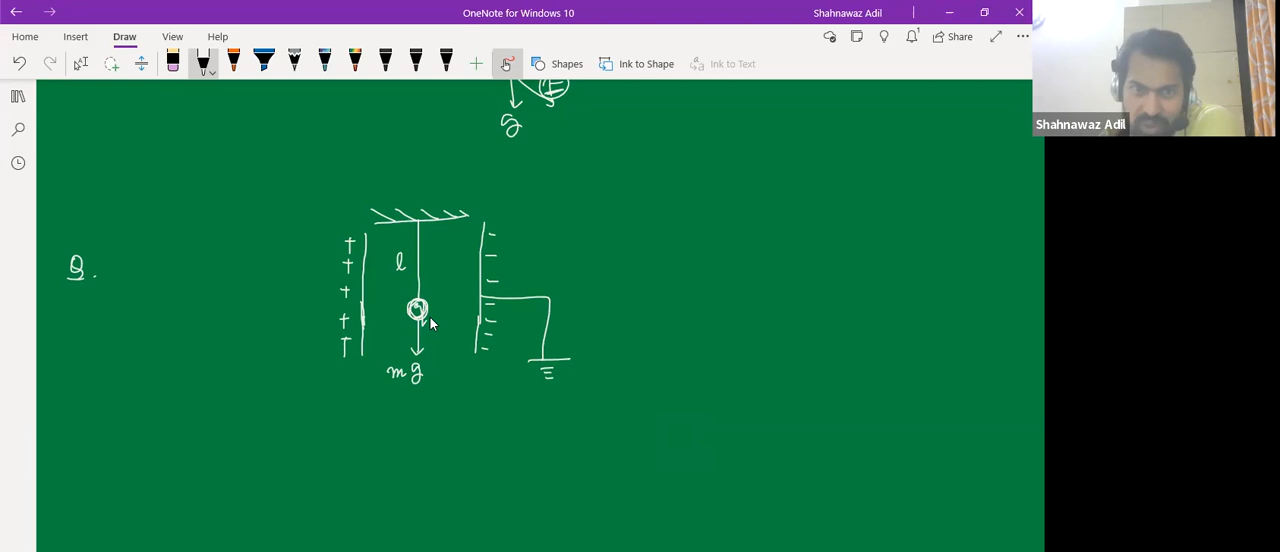 OneNote for Windows 10
Shahnawaz Adil
Home Insert Draw View Help
Share
Shapes
Ink to Shape
Ink to Text
Shahnawaz Adil
g
Q.
l
mg